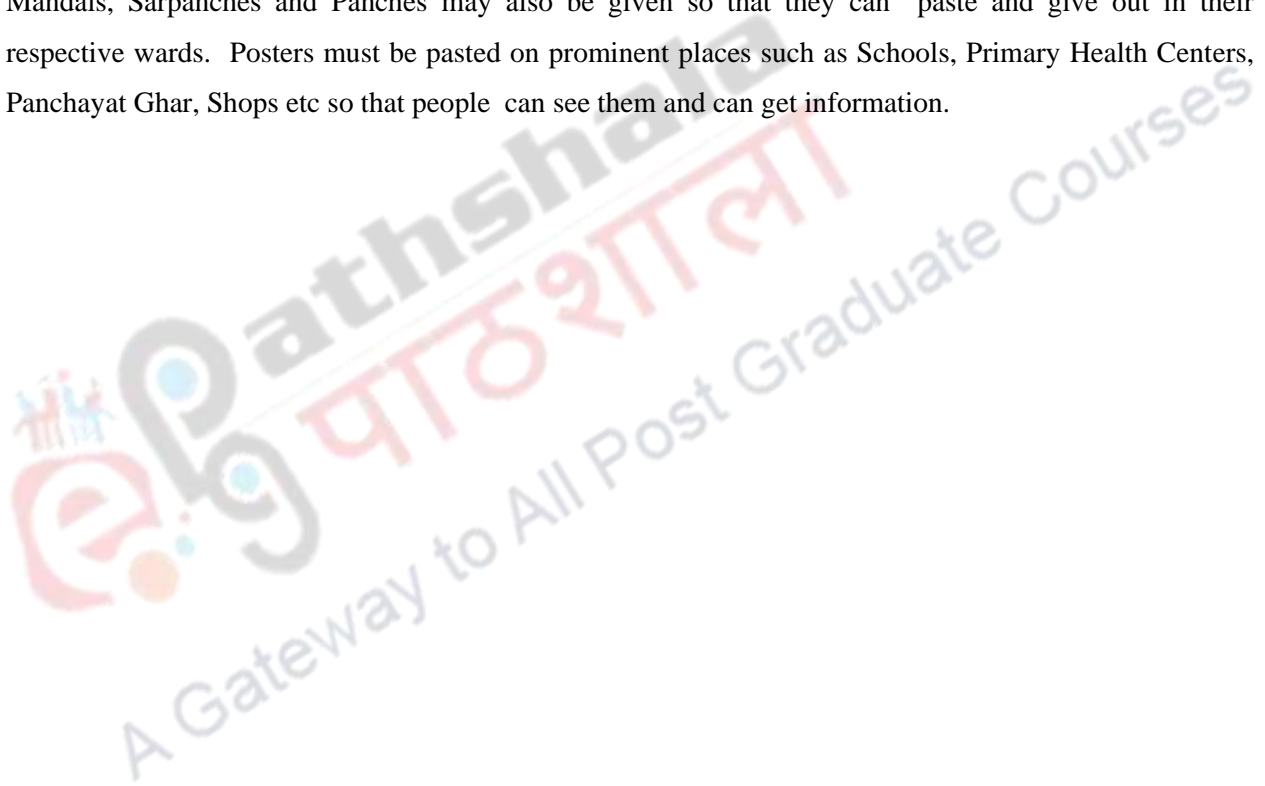 Mandals, Sarpanches and Panches may also be given so that they can paste and give out in their
respective wards. Posters must be pasted on prominent places such as Schools, Primary Health Centers,
Panchayat Ghar, Shops etc so that people can see them and can get information.
Pathshala
पाठशाला
e
PG
A Gateway to All Post Graduate Courses